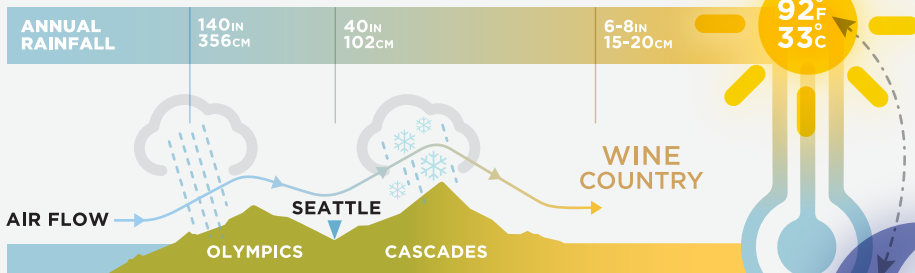 ANNUAL
RAINFALL
140IN
356CM
40IN
102CM
6-8IN
15-20CM
92°F
33°C
WINE
COUNTRY
AIR FLOW
SEATTLE
OLYMPICS
CASCADES